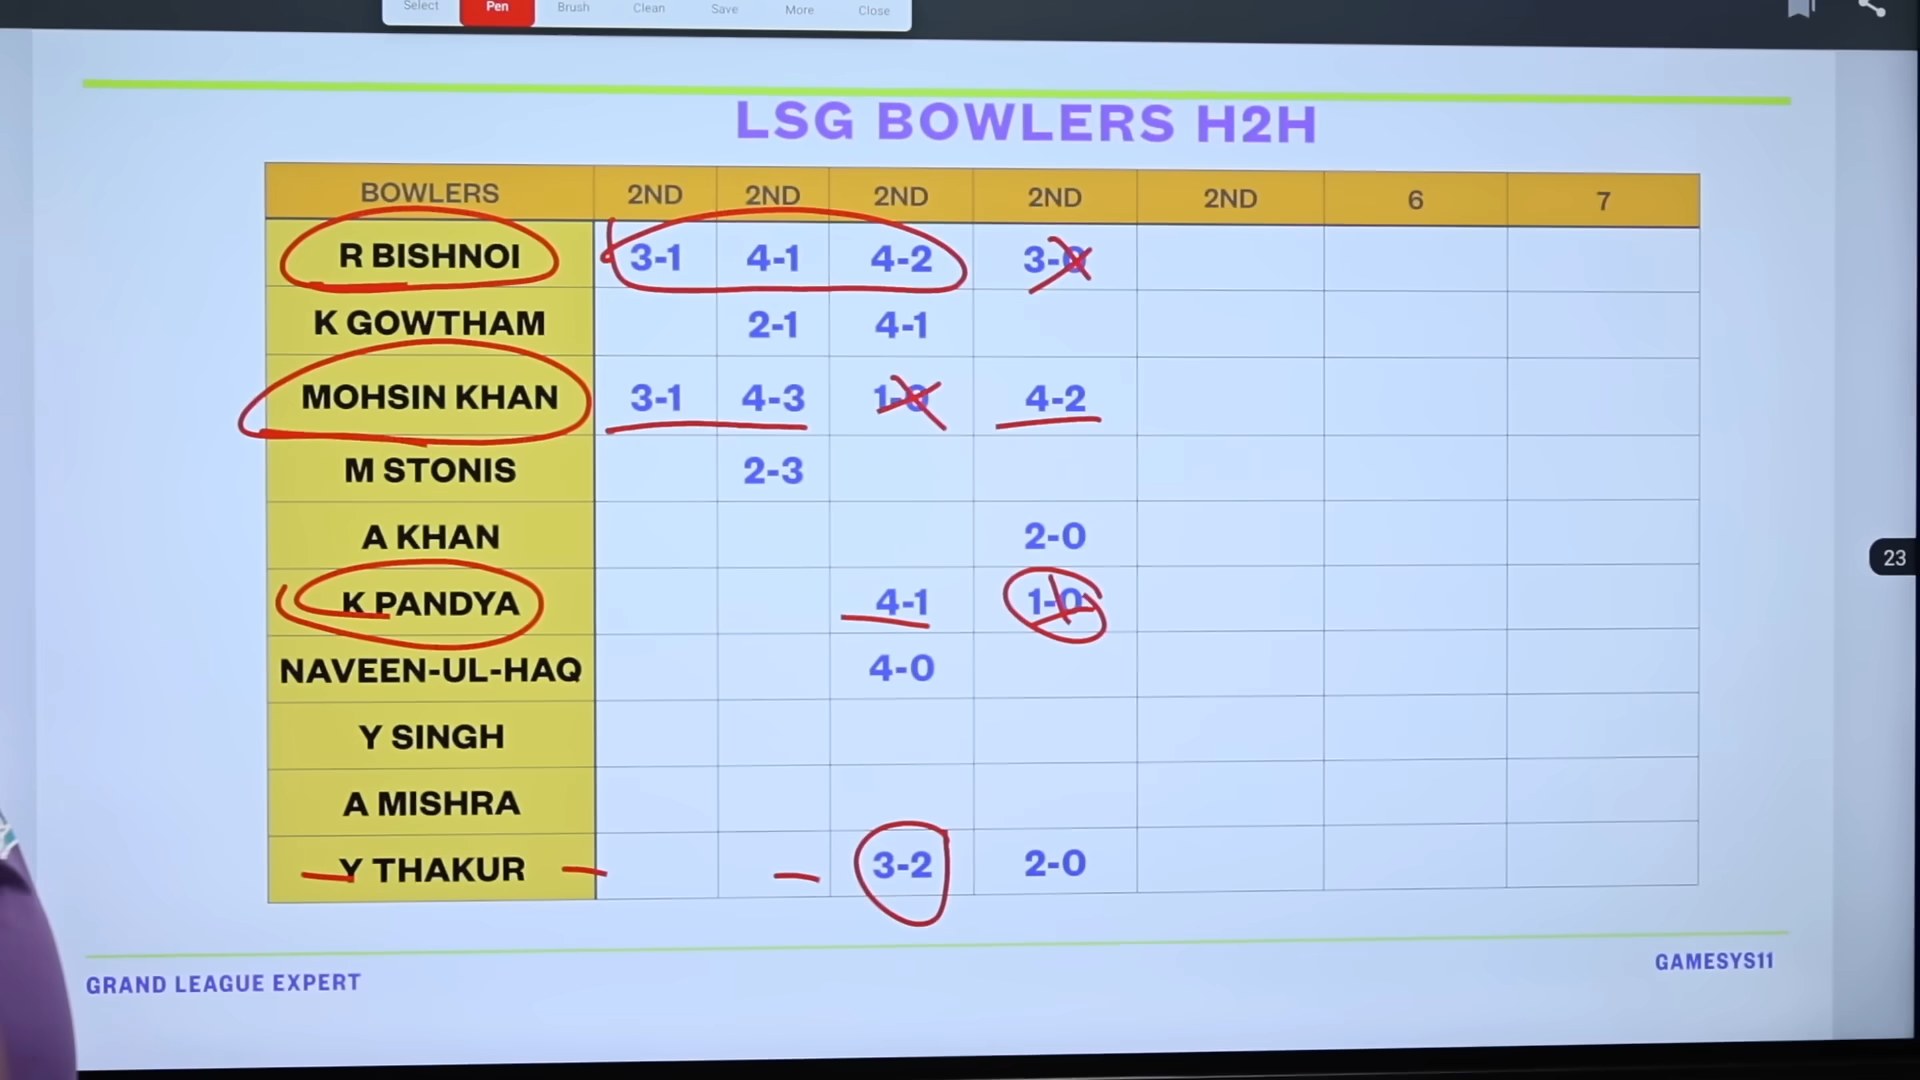 Select Pen Brush Clean Save More Close
LSG BOWLERS H2H
BOWLERS 2ND 2ND 2ND 2ND 2ND 6 7
R BISHNOI 3-1 4-1 4-2 3-0
K GOWTHAM 2-1 4-1
MOHSIN KHAN 3-1 4-3 1-0 4-2
M STONIS 2-3
A KHAN 2-0
K PANDYA 4-1 1-0
NAVEEN-UL-HAQ 4-0
Y SINGH
A MISHRA
Y THAKUR 3-2 2-0
23
GRAND LEAGUE EXPERT
GAMESYS11